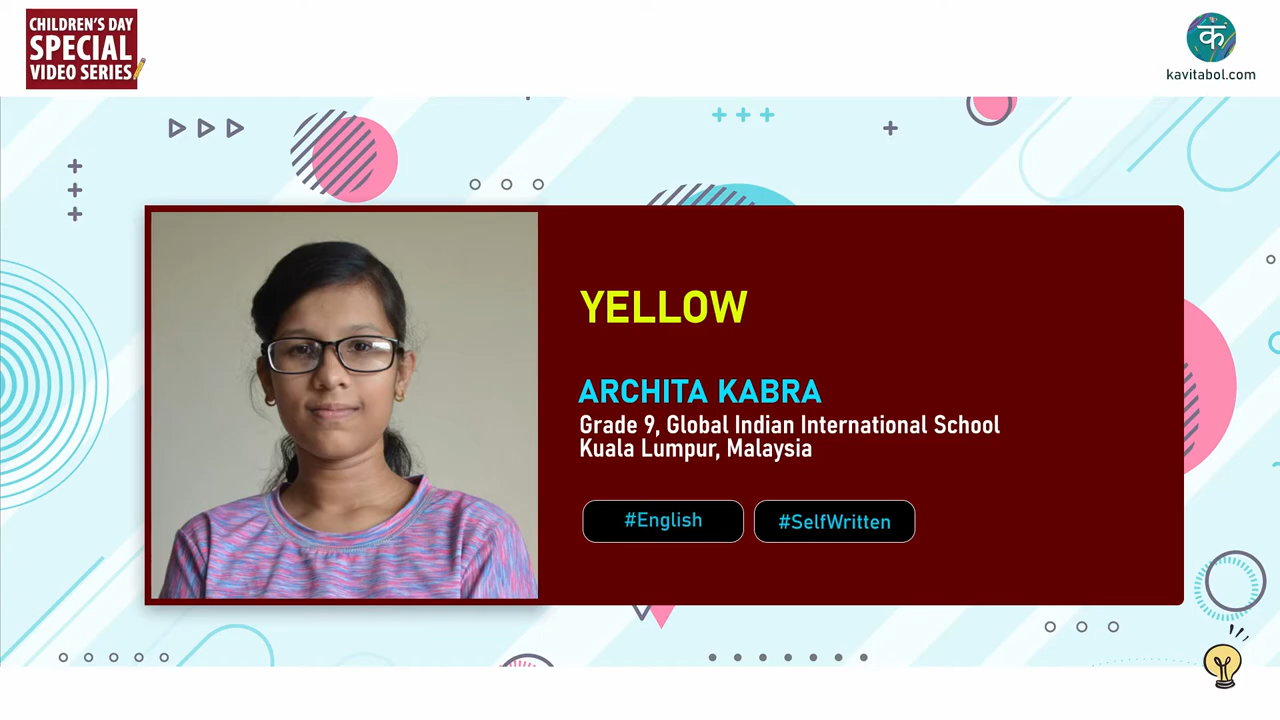 CHILDREN'S DAY
SPECIAL
VIDEO SERIES
क
kavitabol.com
YELLOW
ARCHITA KABRA
Grade 9, Global Indian International School
Kuala Lumpur, Malaysia
#English
#SelfWritten